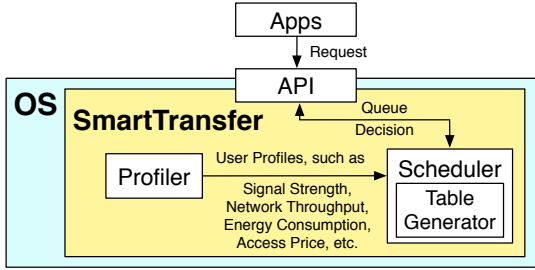 Apps
Request
API
OS
SmartTransfer
Queue
Decision
Profiler
User Profiles, such as
Signal Strength,
Network Throughput,
Energy Consumption,
Access Price, etc.
Scheduler
Table
Generator